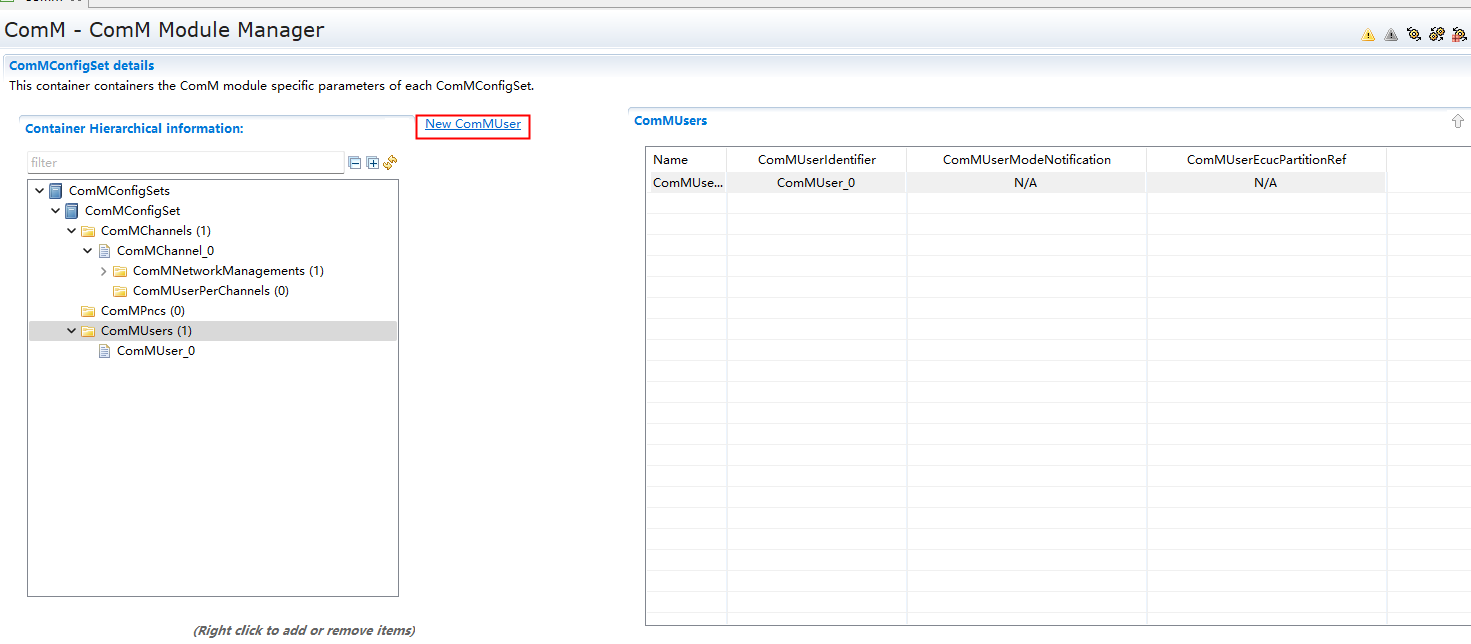 ComM - ComM Module Manager
ComMConfigSet details
This container containers the ComM module specific parameters of each ComMConfigSet.
Container Hierarchical information:
New ComMUser
filter
ComMConfigSets
ComMConfigSet
ComMChannels (1)
ComMChannel_0
ComMNetworkManagements (1)
ComMUserPerChannels (0)
ComMPncs (0)
ComMUsers (1)
ComMUser_0
(Right click to add or remove items)
ComMUsers
Name ComMUserIdentifier ComMUserModeNotification ComMUserEcucPartitionRef
ComMUse... ComMUser_0 N/A N/A